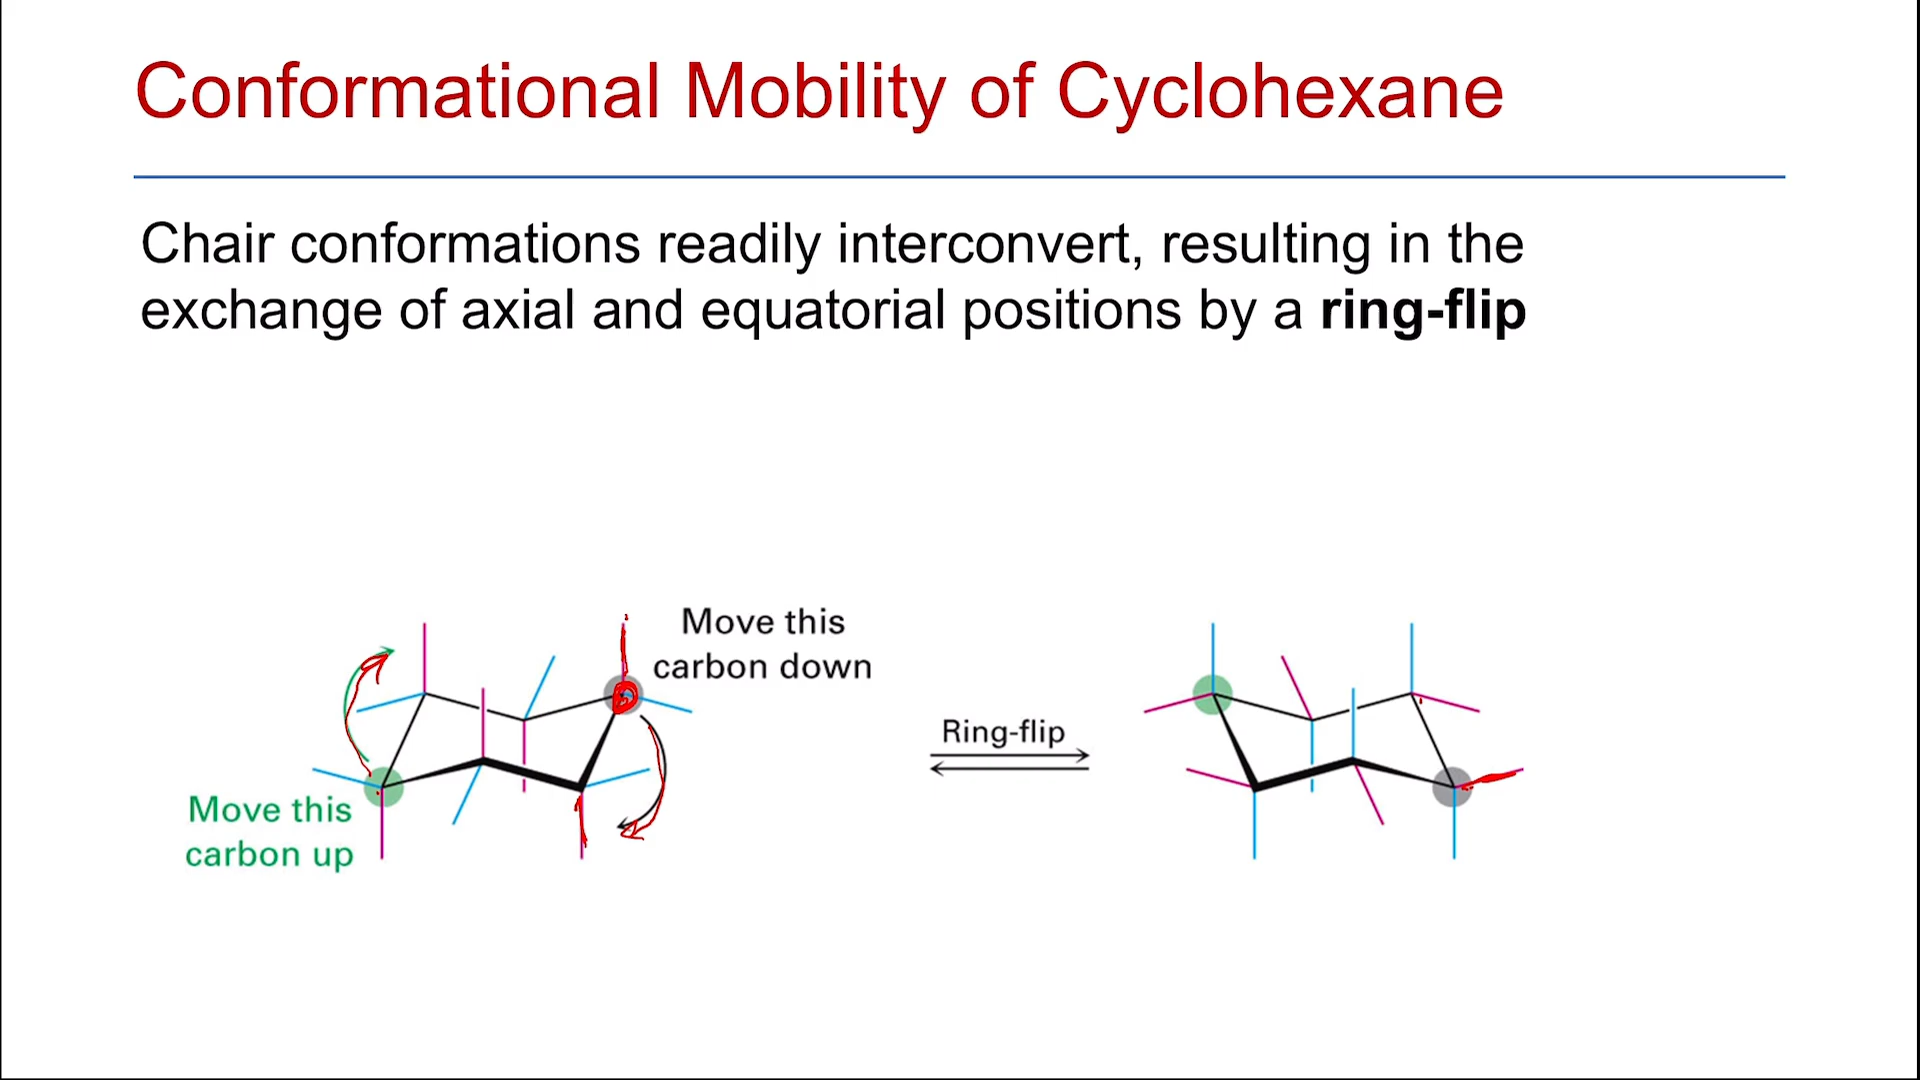 Conformational Mobility of Cyclohexane
Chair conformations readily interconvert, resulting in the
exchange of axial and equatorial positions by a ring-flip
Move this
carbon down
Move this
carbon up
Ring-flip